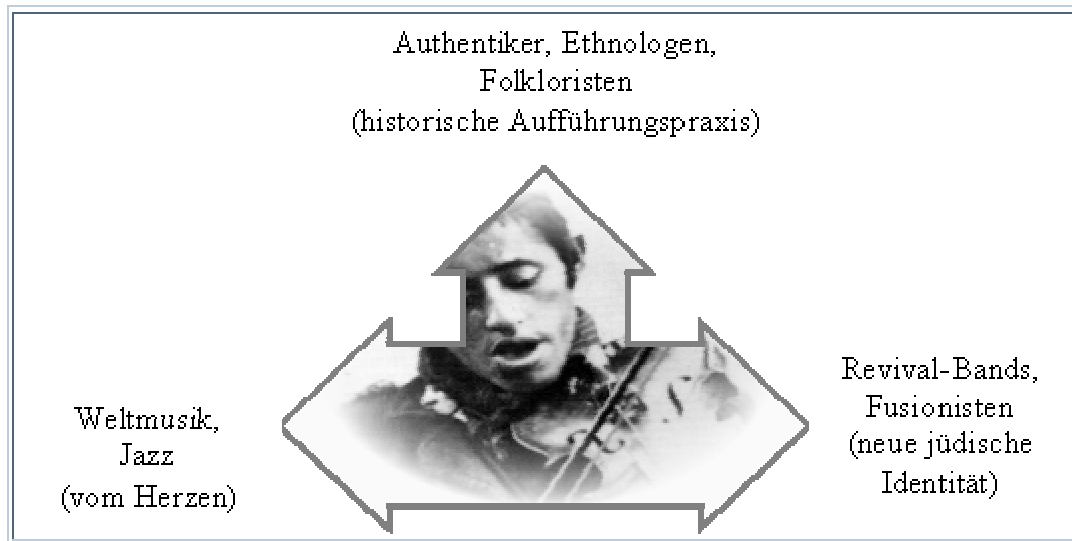 Authentiker, Ethnologen,
Folkloristen
(historische Aufführungspraxis)
Weltmusik,
Jazz
(vom Herzen)
Revival-Bands,
Fusionisten
(neue jüdische
Identität)